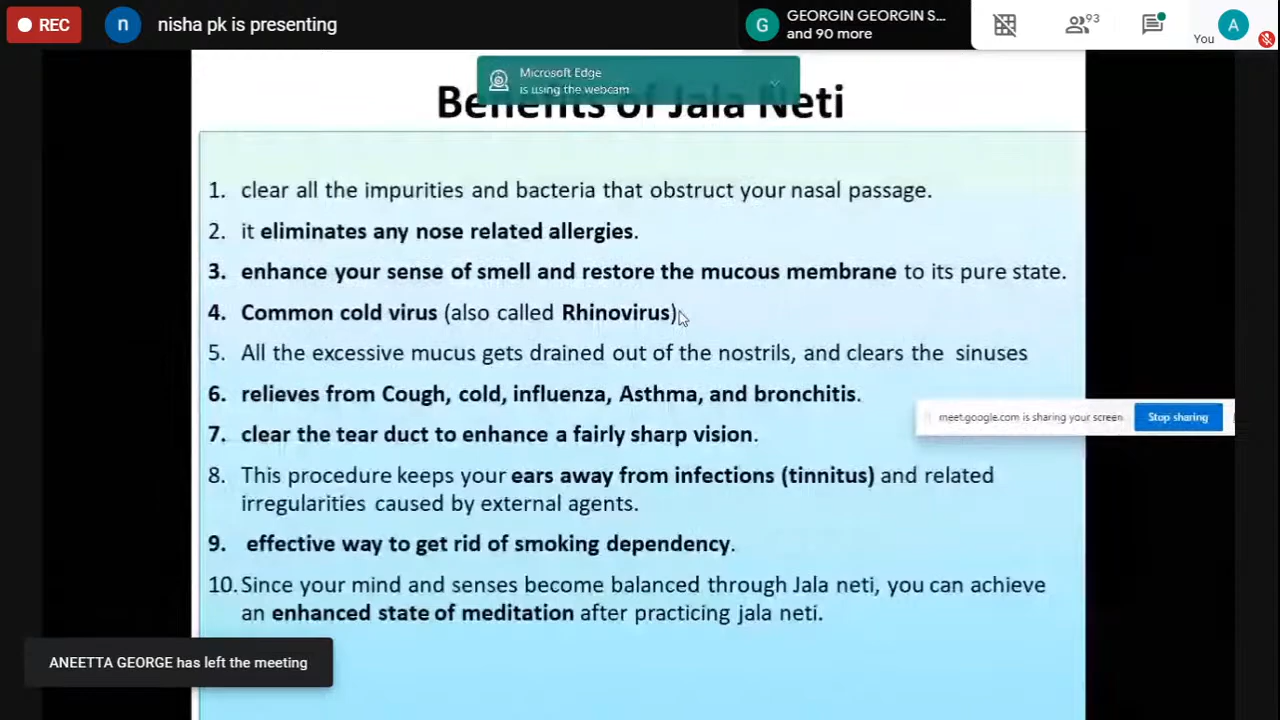 REC
n
nisha pk is presenting
G
GEORGIN GEORGIN S...
and 90 more
93
You
A
Microsoft Edge
is using the webcam
Benefits of Jala Neti
1. clear all the impurities and bacteria that obstruct your nasal passage.
2. it eliminates any nose related allergies.
3. enhance your sense of smell and restore the mucous membrane to its pure state.
4. Common cold virus (also called Rhinovirus)
5. All the excessive mucus gets drained out of the nostrils, and clears the sinuses
6. relieves from Cough, cold, influenza, Asthma, and bronchitis.
meet.google.com is sharing your screen
Stop sharing
7. clear the tear duct to enhance a fairly sharp vision.
8. This procedure keeps your ears away from infections (tinnitus) and related
irregularities caused by external agents.
9. effective way to get rid of smoking dependency.
10. Since your mind and senses become balanced through Jala neti, you can achieve
an enhanced state of meditation after practicing jala neti.
ANEETTA GEORGE has left the meeting